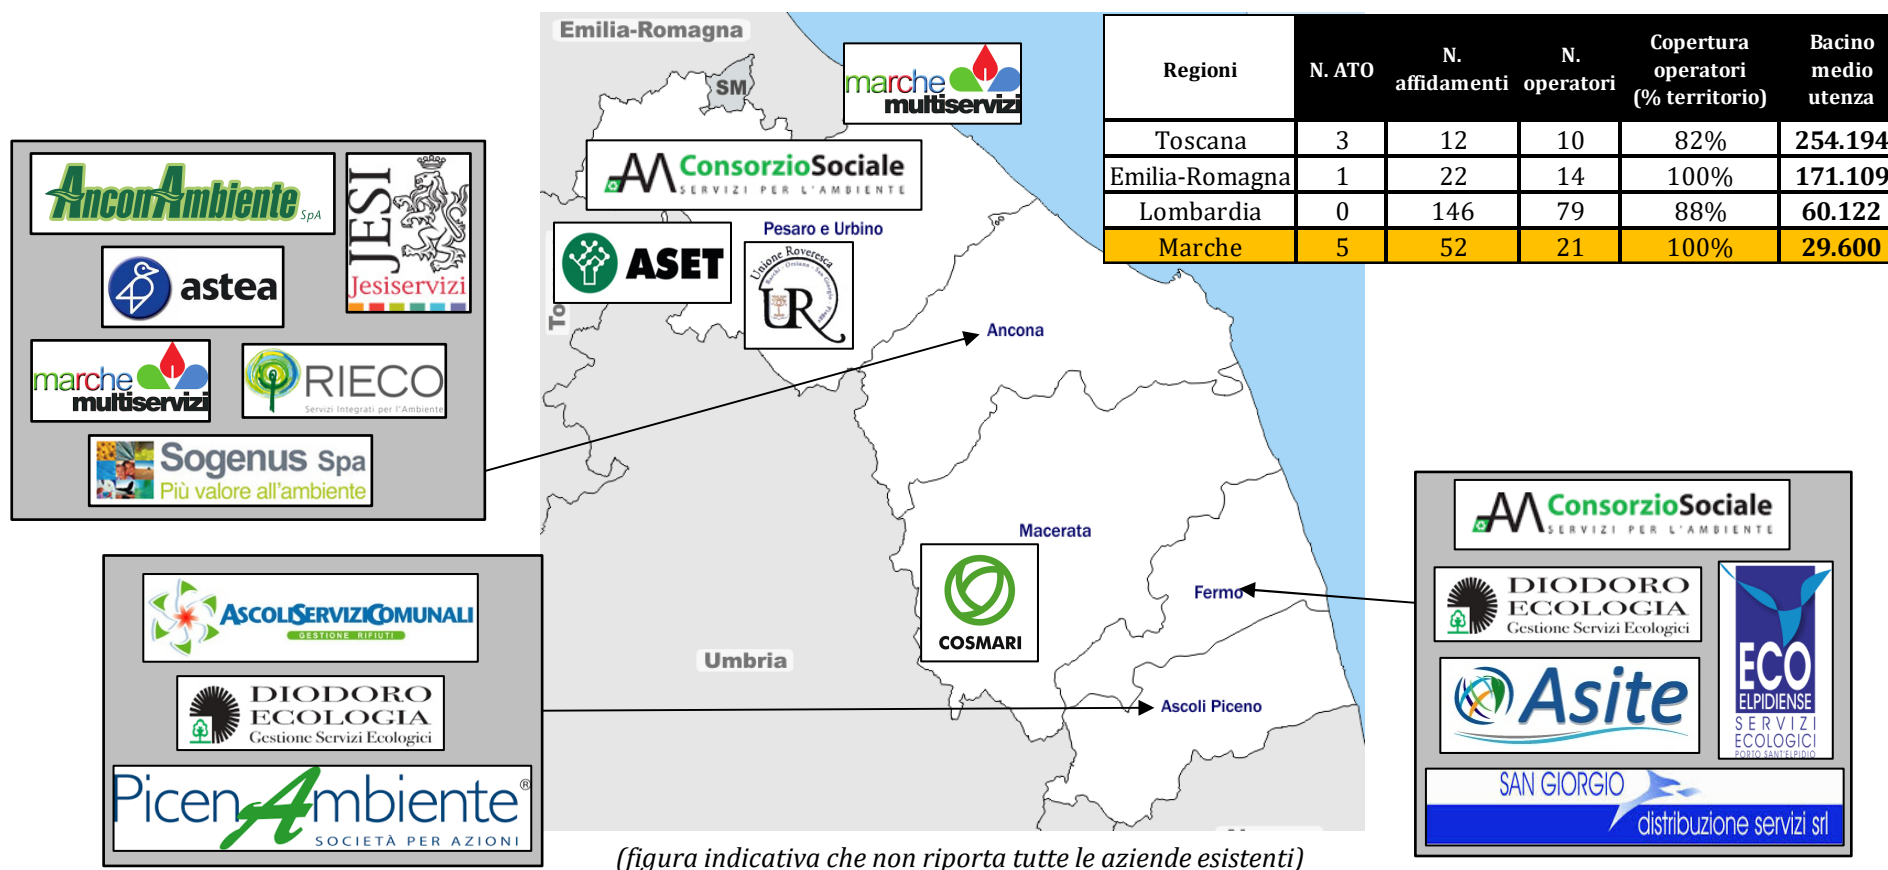 Emilia-Romagna
SM
marche
multiservizi
Regioni | N. ATO | N. affidamenti | N. operatori | Copertura operatori (% territorio) | Bacino medio utenza
Toscana | 3 | 12 | 10 | 82% | 254.194
Emilia-Romagna | 1 | 22 | 14 | 100% | 171.109
Lombardia | 0 | 146 | 79 | 88% | 60.122
Marche | 5 | 52 | 21 | 100% | 29.600
AnconAmbiente SpA
JESI
Jesiservizi
astea
marche
multiservizi
RIECO
Servizi Integrati per l'Ambiente
Sogenus Spa
Più valore all'ambiente
ConsorzioSociale
SERVIZI PER L'AMBIENTE
Pesaro e Urbino
ASET
Unione Roveresca
UR
To
Ancona
Macerata
COSMARI
Fermo
Umbria
Ascoli Piceno
ASCOLISERVIZICOMUNALI
GESTIONE RIFIUTI
DIODORO
ECOLOGIA
Gestione Servizi Ecologici
PicenAmbiente®
SOCIETÀ PER AZIONI
ConsorzioSociale
SERVIZI PER L'AMBIENTE
DIODORO
ECOLOGIA
Gestione Servizi Ecologici
ECO
ELPIDIENSE
SERVIZI
ECOLOGICI
PORTO SANT'ELPIDIO
Asite
SAN GIORGIO
distribuzione servizi srl
(figura indicativa che non riporta tutte le aziende esistenti)